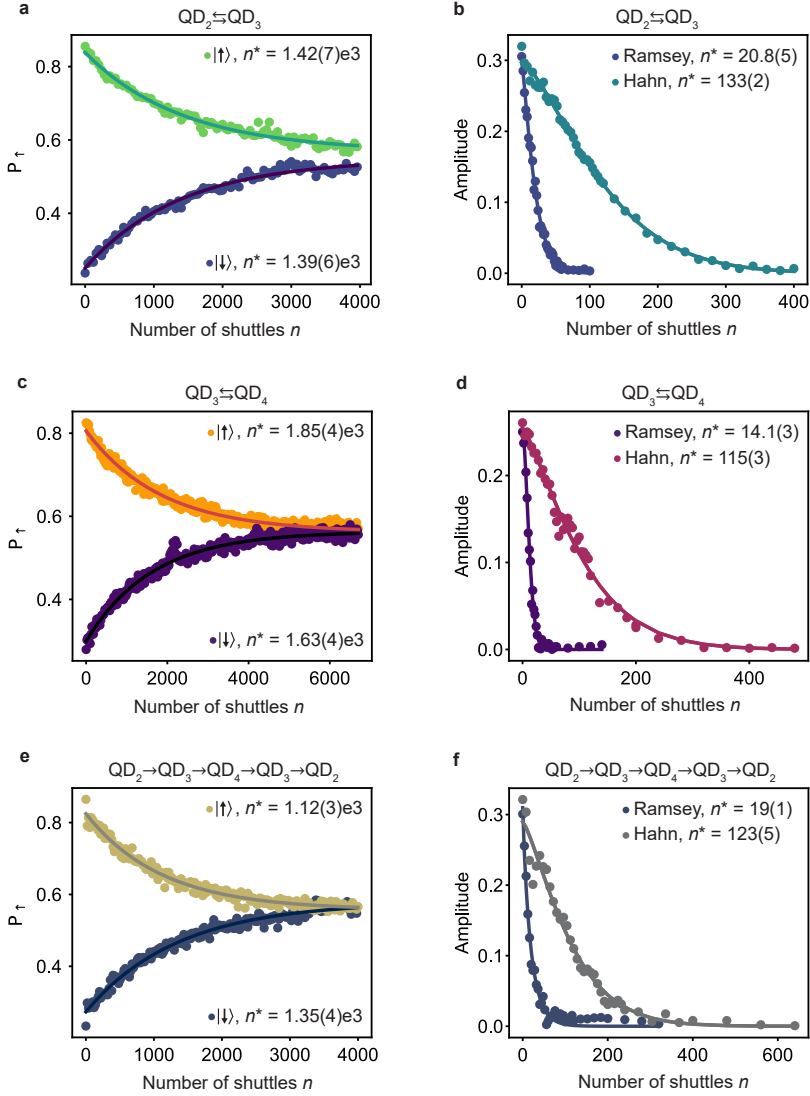 a
QD₂⇆QD₃
|↑⟩, n* = 1.42(7)e3
|↓⟩, n* = 1.39(6)e3
P↑
0.8
0.6
0.4
0 1000 2000 3000 4000
Number of shuttles n
b
QD₂⇆QD₃
Ramsey, n* = 20.8(5)
Hahn, n* = 133(2)
Amplitude
0.3
0.2
0.1
0.0
0 100 200 300 400
Number of shuttles n
c
QD₃⇆QD₄
|↑⟩, n* = 1.85(4)e3
|↓⟩, n* = 1.63(4)e3
P↑
0.8
0.6
0.4
0 2000 4000 6000
Number of shuttles n
d
QD₃⇆QD₄
Ramsey, n* = 14.1(3)
Hahn, n* = 115(3)
Amplitude
0.2
0.1
0.0
0 200 400
Number of shuttles n
e
QD₂→QD₃→QD₄→QD₃→QD₂
|↑⟩, n* = 1.12(3)e3
|↓⟩, n* = 1.35(4)e3
P↑
0.8
0.6
0.4
0 1000 2000 3000 4000
Number of shuttles n
f
QD₂→QD₃→QD₄→QD₃→QD₂
Ramsey, n* = 19(1)
Hahn, n* = 123(5)
Amplitude
0.3
0.2
0.1
0.0
0 200 400 600
Number of shuttles n